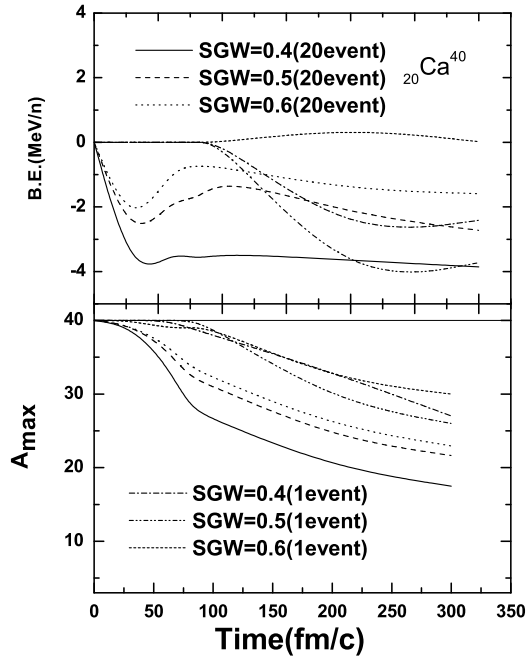 4
SGW=0.4(20event)
SGW=0.5(20event)
SGW=0.6(20event)
20Ca40
2
0
-2
-4
B.E.(MeV/n)
40
30
20
10
Amax
SGW=0.4(1event)
SGW=0.5(1event)
SGW=0.6(1event)
0 50 100 150 200 250 300 350
Time(fm/c)